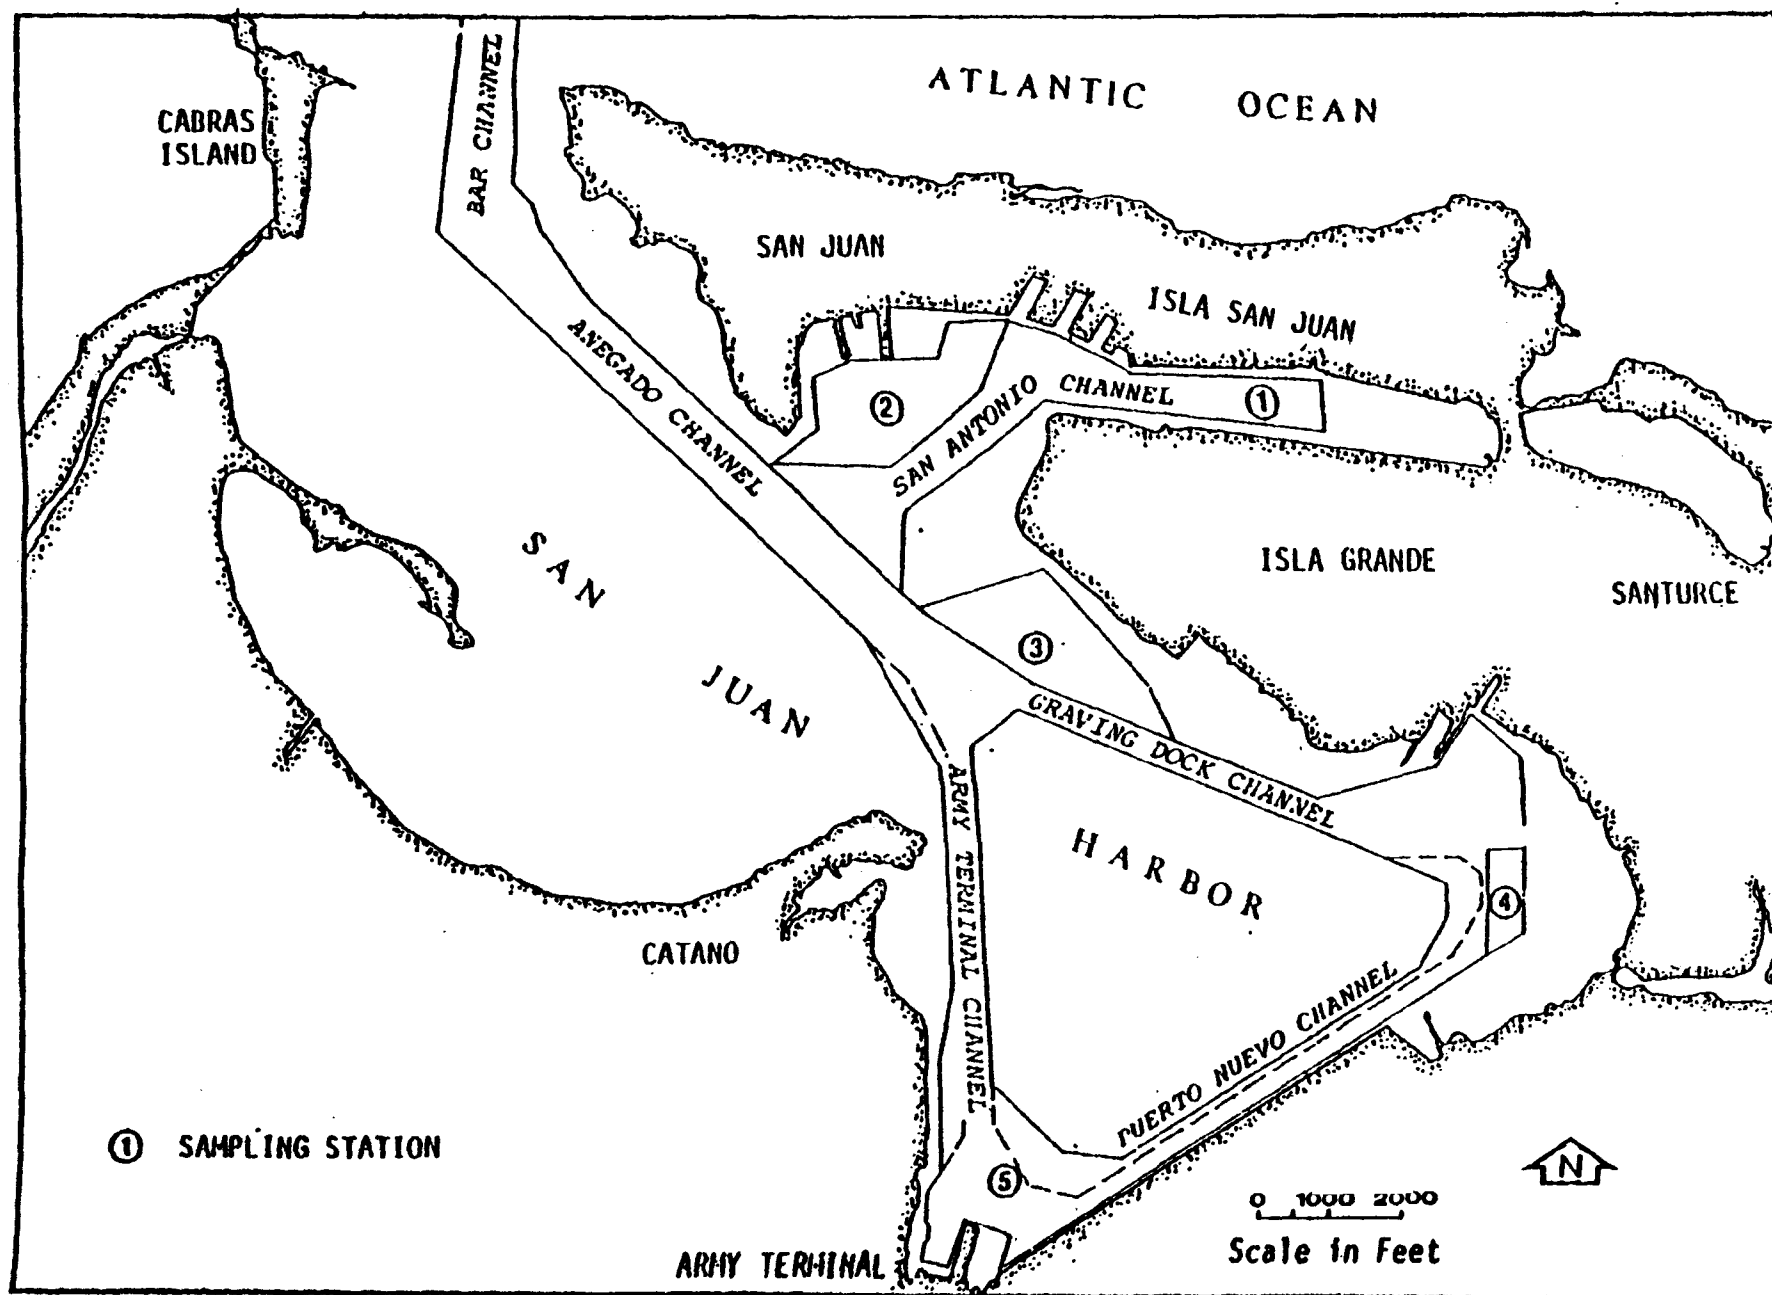 ATLANTIC OCEAN
CABRAS
ISLAND
BAR CHANNEL
SAN JUAN
ISLA SAN JUAN
ANEGADO CHANNEL
②
SAN ANTONIO CHANNEL
①
ISLA GRANDE
SANTURCE
SAN
JUAN
HARBOR
③
GRAVING DOCK CHANNEL
ARMY TERMINAL CHANNEL
④
CATANO
PUERTO NUEVO CHANNEL
① SAMPLING STATION
⑤
N
0 1000 2000
Scale in Feet
ARMY TERMINAL